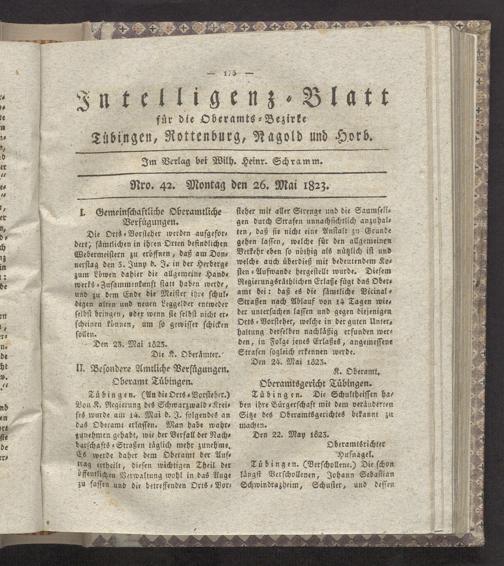 — 175 —
Intelligenz-Blatt
für die Oberamts-Bezirke
Tübingen, Rottenburg, Nagold und Horb.
Im Verlag bei Wilh. Heinr. Schramm.
Nro. 42. Montag den 26. Mai 1823.
I. Gemeinschaftliche Oberamtliche
Verfügungen.
Die Orts-Vorsteher werden aufgefor-
dert, sämtlichen in ihren Orten befindlichen
Webermeistern zu eröffnen, daß am Don-
nerstag den 5. Juny d. J. in der Herberge
zum Löwen dahier die allgemeine Hand-
werks-Zusammenkunft statt haben werde,
und zu dem Ende die Meister ihre schul-
digen alten und neuen Leggelder entweder
selbst bringen, oder wenn sie selbst nicht er-
scheinen können, um so gewisser schicken
sollen.
Den 23. Mai 1823.
Die K. Oberämter.
II. Besondere Amtliche Verfügungen.
Oberamt Tübingen.
Tübingen. (An die Orts-Vorsteher.)
Von K. Regierung des Schwarzwald-Krei-
ses wurde am 14. Mai d. J. folgendes an
das Oberamt erlassen. Man habe wahr-
zunehmen gehabt, wie der Verfall der Nach-
barschafts-Straßen täglich mehr zunehme,
Es werde daher dem Oberamt der Auf-
trag ertheilt, diesen wichtigen Theil der
öffentlichen Verwaltung wohl in das Auge
zu fassen und die betreffenden Orts-Vor-
steher mit aller Strenge und die Saumselig-
gen durch Strafen unnachsichtlich anzuhal-
ten, daß sie nicht eine Anstalt zu Grunde
gehen lassen, welche für den allgemeinen
Verkehr eben so nöthig als nützlich ist und
welche auch überdieß mit bedeutendem Ko-
sten-Aufwande hergestellt wurde. Diesem
Regierungsräthlichen Erlasse fügt das Ober-
amt bei: daß es die sämtliche Vicinal-
Straßen nach Ablauf von 14 Tagen wie-
der untersuchen lassen und gegen diejenigen
Orts-Vorsteher, welche in der guten Unter-
haltung derselben nachläßig erfunden wer-
den, in Folge jenes Erlasses, angemessene
Strafen sogleich erkennen werde.
Den 24. Mai 1823.
K. Oberamt.
Oberamtsgericht Tübingen.
Tübingen. Die Schultheissen ha-
ben ihre Bürgerschaft mit dem veränderten
Sitz des Oberamtsgerichts bekannt zu
machen.
Den 22. May 1823.
Oberamtsrichter
Hufnagel.
Tübingen. (Verschollene.) Die schon
längst Verschollenen, Johann Sebastian
Schwindrazheim, Schuster, und dessen